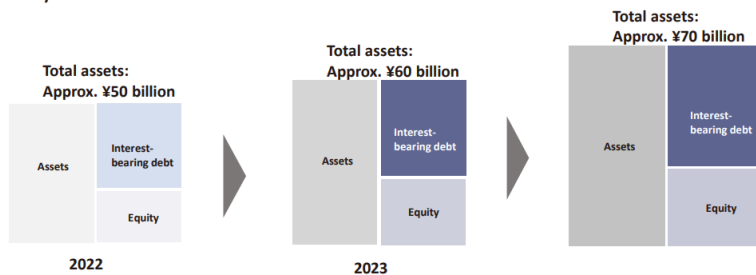 Total assets:
Approx. ¥50 billion
Assets
Interest-
bearing debt
Equity
2022
Total assets:
Approx. ¥60 billion
Assets
Interest-
bearing debt
Equity
2023
Total assets:
Approx. ¥70 billion
Assets
Interest-
bearing debt
Equity